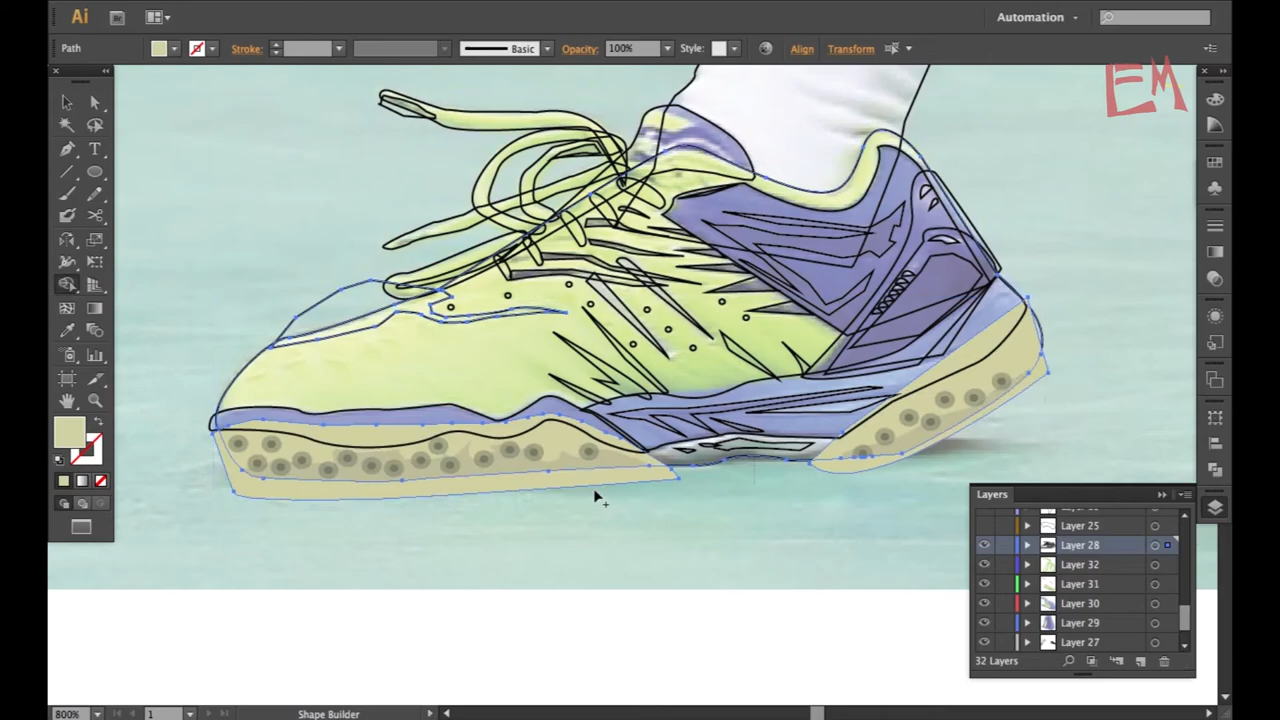 Ai Br Automation
Path Stroke: Basic Opacity: 100% Style: Align Transform
EM
T
Layers
Layer 25
Layer 28
Layer 32
Layer 31
Layer 30
Layer 29
Layer 27
32 Layers
800% 1 Shape Builder